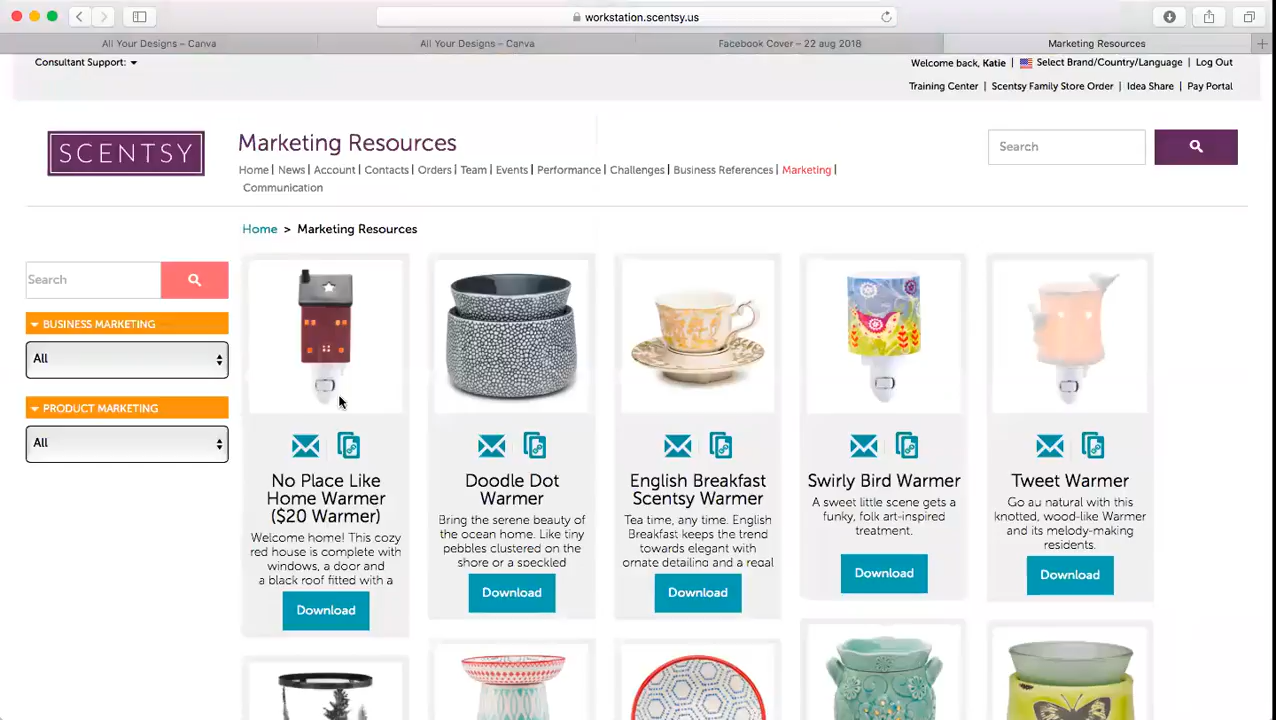 workstation.scentsy.us
All Your Designs – Canva
All Your Designs – Canva
Facebook Cover – 22 aug 2018
Marketing Resources
Consultant Support:
Welcome back, Katie | Select Brand/Country/Language | Log Out
Training Center | Scentsy Family Store Order | Idea Share | Pay Portal
SCENTSY
Marketing Resources
Home | News | Account | Contacts | Orders | Team | Events | Performance | Challenges | Business References | Marketing |
Communication
Search
Home > Marketing Resources
Search
BUSINESS MARKETING
All
PRODUCT MARKETING
All
No Place Like
Home Warmer
($20 Warmer)
Welcome home! This cozy
red house is complete with
windows, a door and
a black roof fitted with a
Download
Doodle Dot
Warmer
Bring the serene beauty of
the ocean home. Like tiny
pebbles clustered on the
shore or a speckled
Download
English Breakfast
Scentsy Warmer
Tea time, any time. English
Breakfast keeps the trend
towards elegant with
ornate detailing and a regal
Download
Swirly Bird Warmer
A sweet little scene gets a
funky, folk art-inspired
treatment.
Download
Tweet Warmer
Go au natural with this
knotted, wood-like Warmer
and its melody-making
residents.
Download